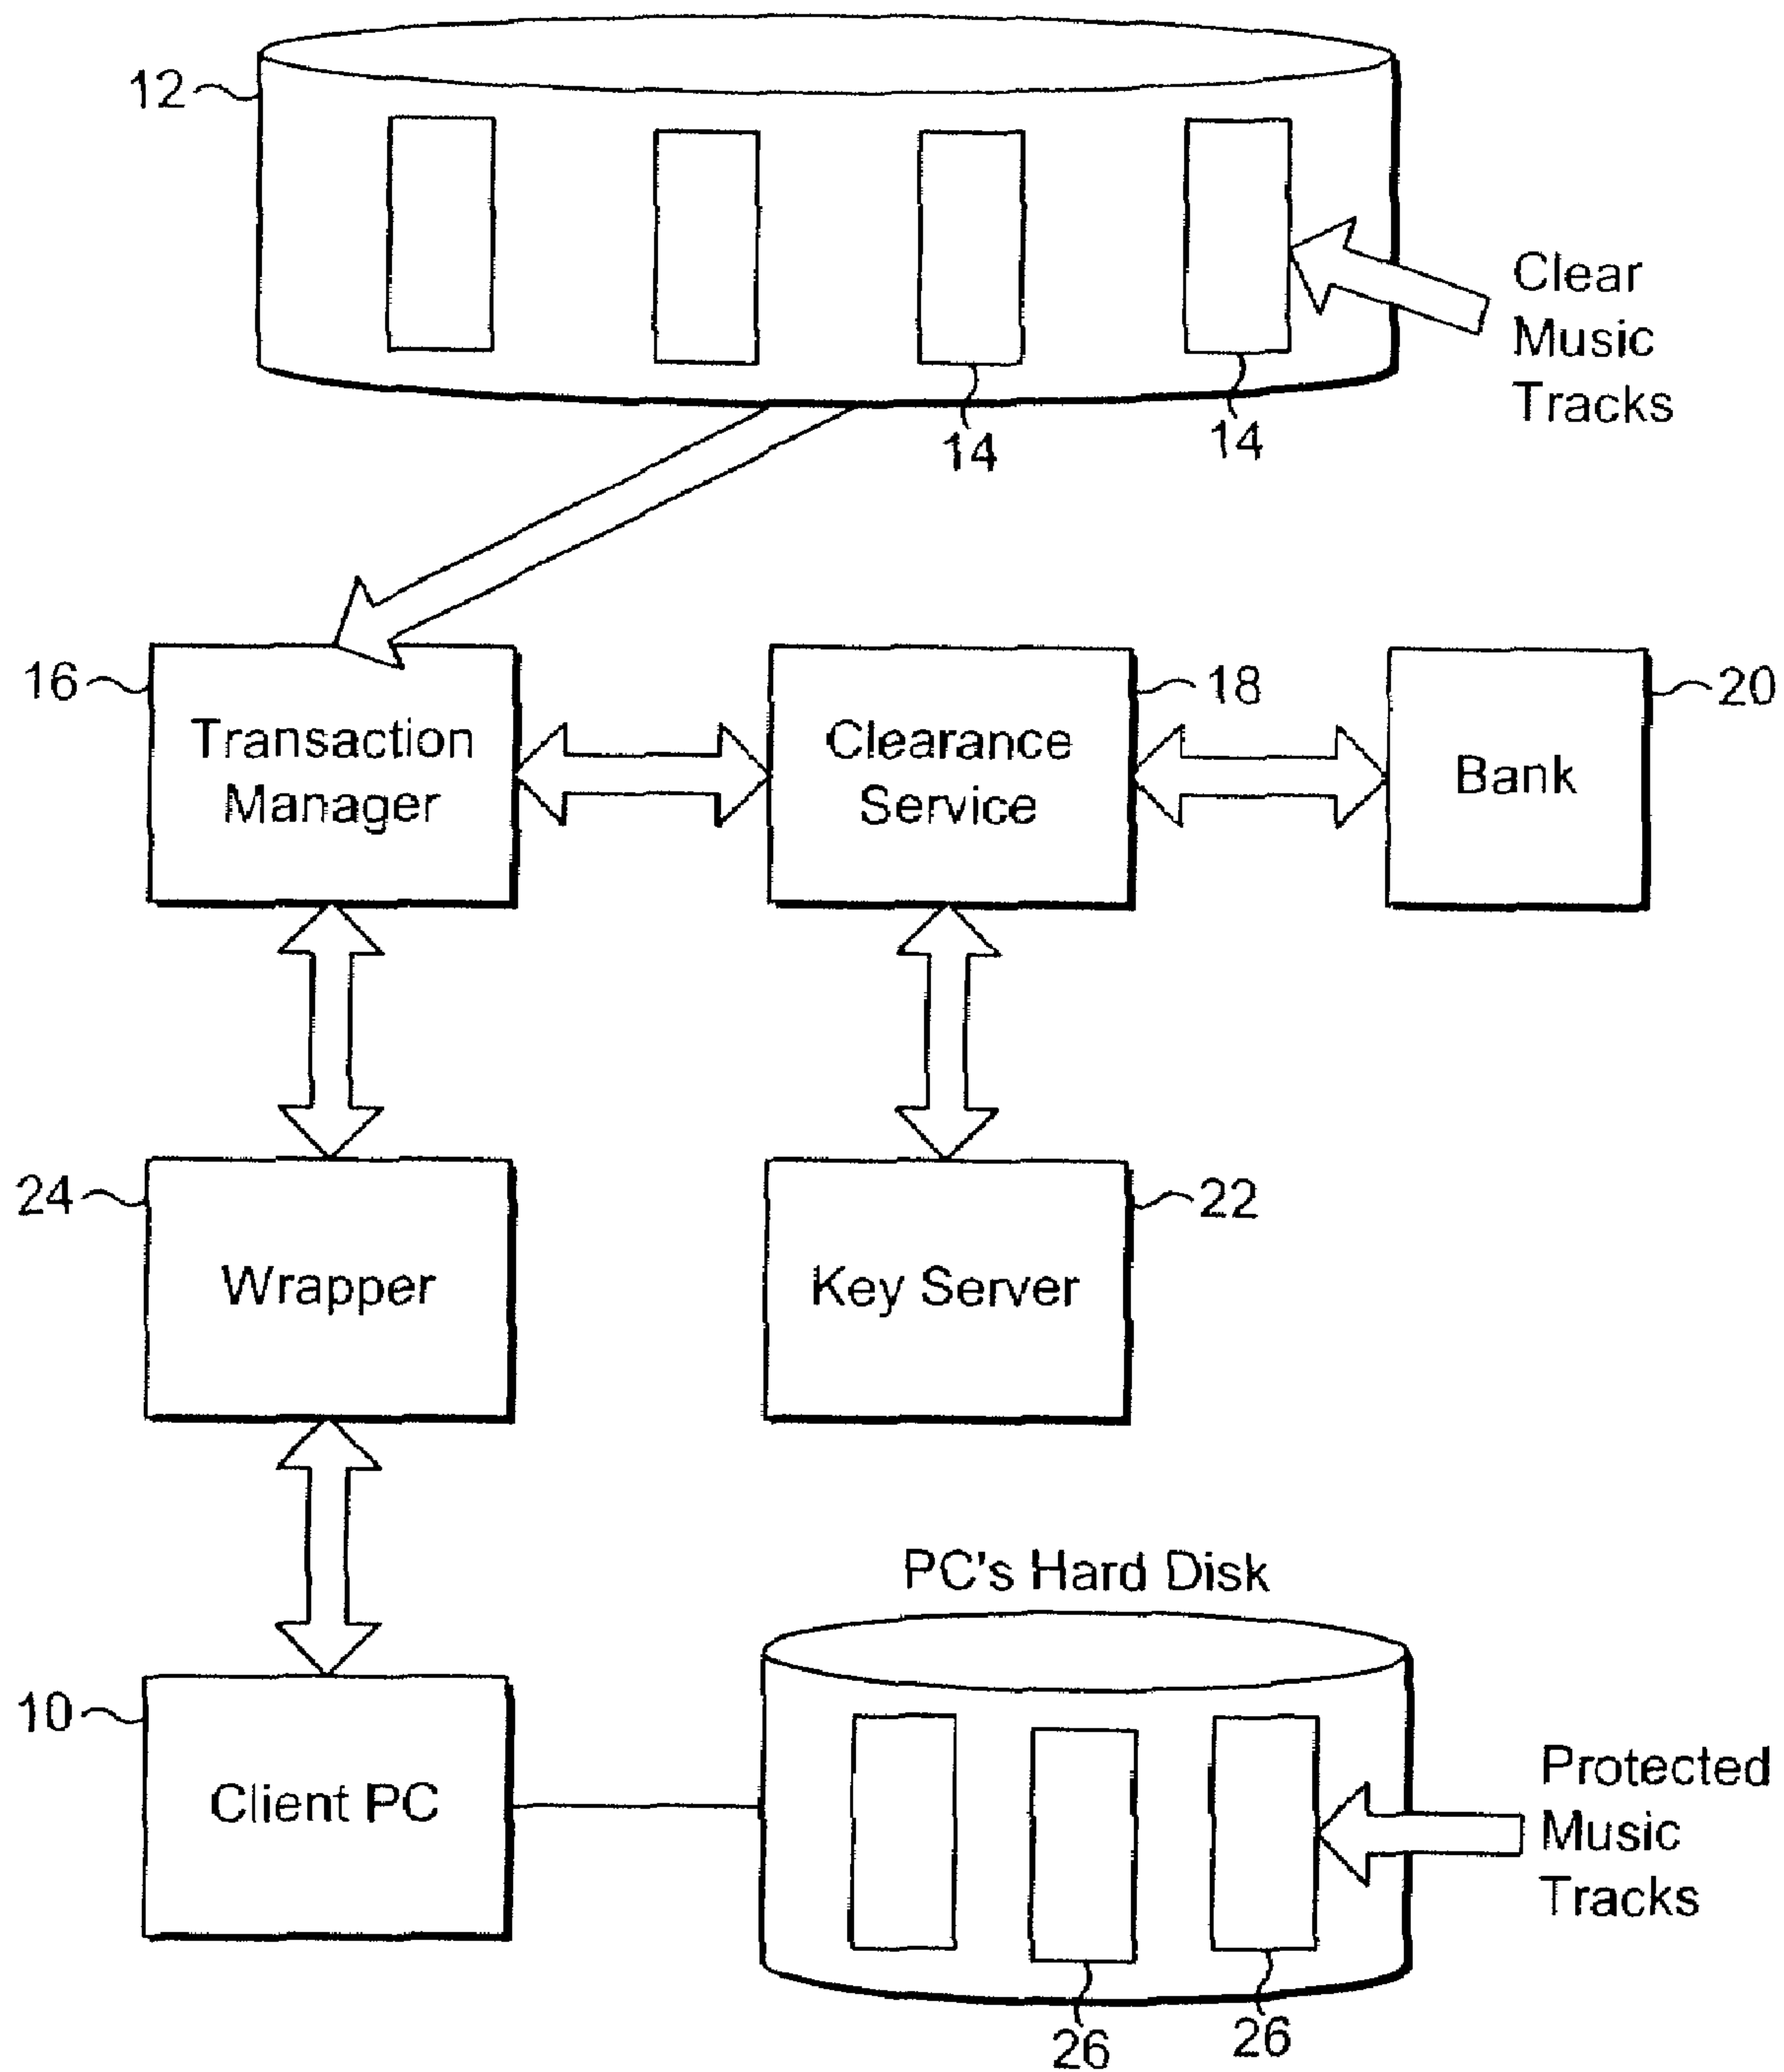 12
Clear
Music
Tracks
14
14
16
Transaction
Manager
18
Clearance
Service
20
Bank
24
Wrapper
22
Key Server
PC's Hard Disk
10
Client PC
Protected
Music
Tracks
26
26